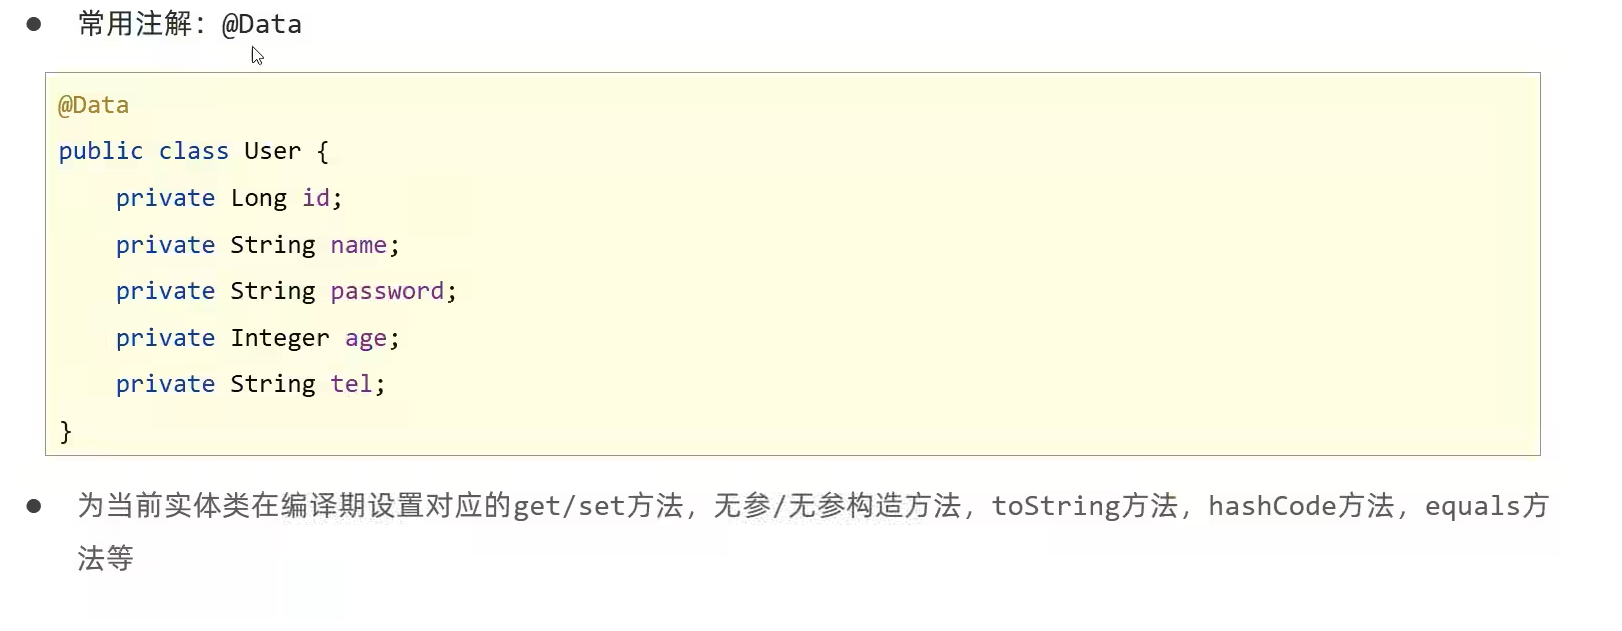 ● 常用注解：@Data
@Data
public class User {
    private Long id;
    private String name;
    private String password;
    private Integer age;
    private String tel;
}
● 为当前实体类在编译期设置对应的get/set方法，无参/无参构造方法，toString方法，hashCode方法，equals方
法等